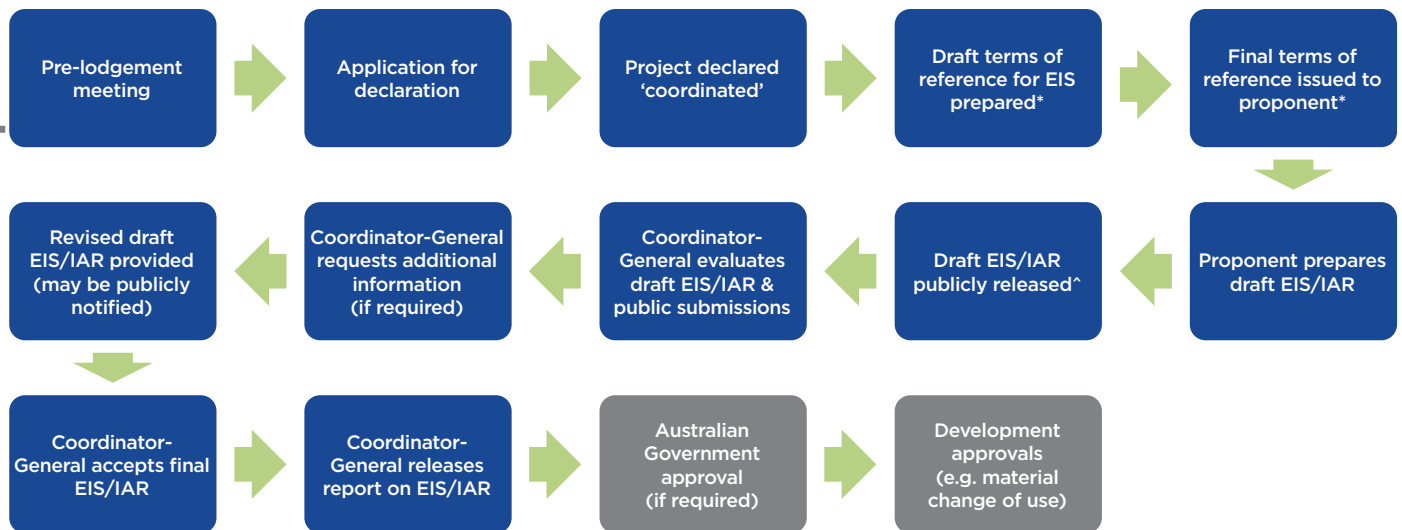 Pre-lodgement
meeting
Application for
declaration
Project declared
‘coordinated’
Draft terms of
reference for EIS
prepared*
Final terms of
reference issued to
proponent*
Revised draft
EIS/IAR provided
(may be publicly
notified)
Coordinator-General
requests additional
information
(if required)
Coordinator-
General evaluates
draft EIS/IAR &
public submissions
Draft EIS/IAR
publicly released^
Proponent prepares
draft EIS/IAR
Coordinator-
General accepts final
EIS/IAR
Coordinator-
General releases
report on EIS/IAR
Australian
Government
approval
(if required)
Development
approvals
(e.g. material
change of use)